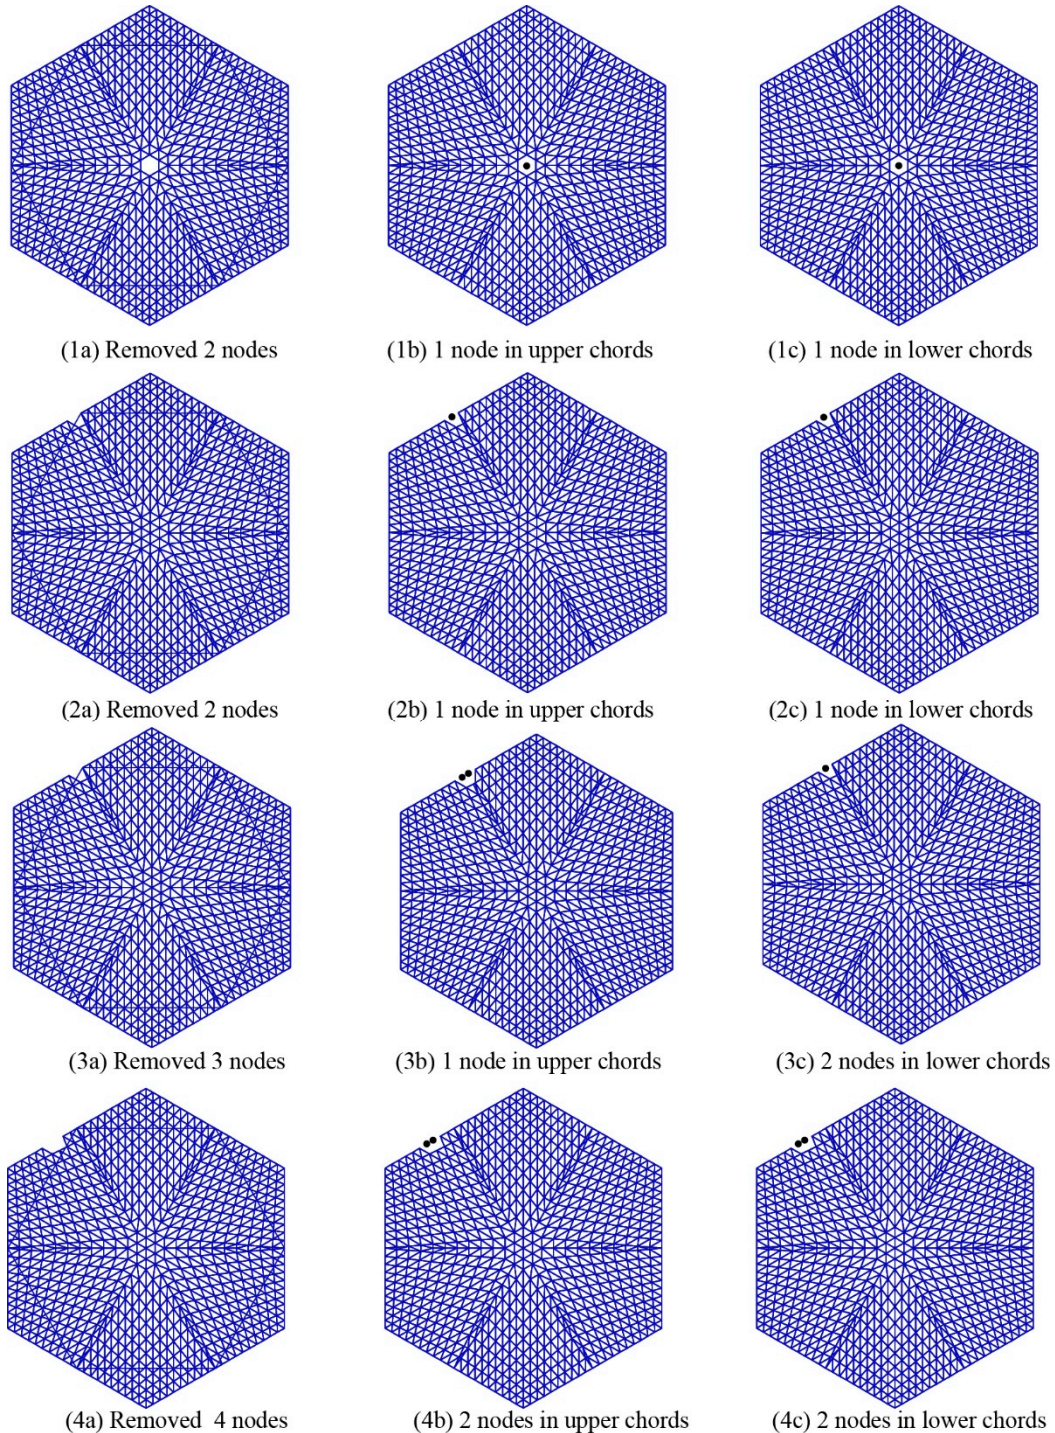 (1a) Removed 2 nodes
(1b) 1 node in upper chords
(1c) 1 node in lower chords
(2a) Removed 2 nodes
(2b) 1 node in upper chords
(2c) 1 node in lower chords
(3a) Removed 3 nodes
(3b) 1 node in upper chords
(3c) 2 nodes in lower chords
(4a) Removed 4 nodes
(4b) 2 nodes in upper chords
(4c) 2 nodes in lower chords